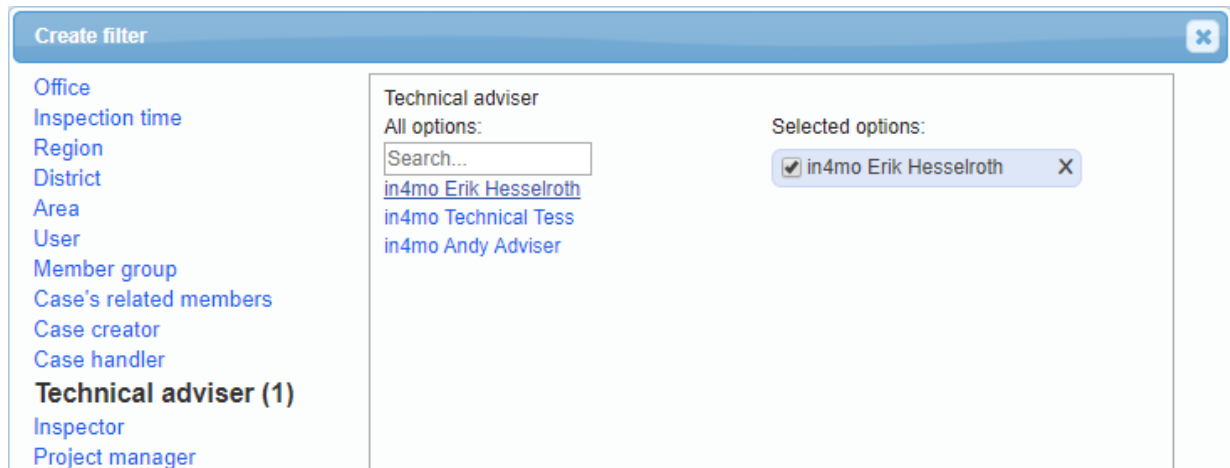 Create filter
Office
Inspection time
Region
District
Area
User
Member group
Case's related members
Case creator
Case handler
Technical adviser (1)
Inspector
Project manager
Technical adviser
All options:
Search...
in4mo Erik Hesselroth
in4mo Technical Tess
in4mo Andy Adviser
Selected options:
in4mo Erik Hesselroth X